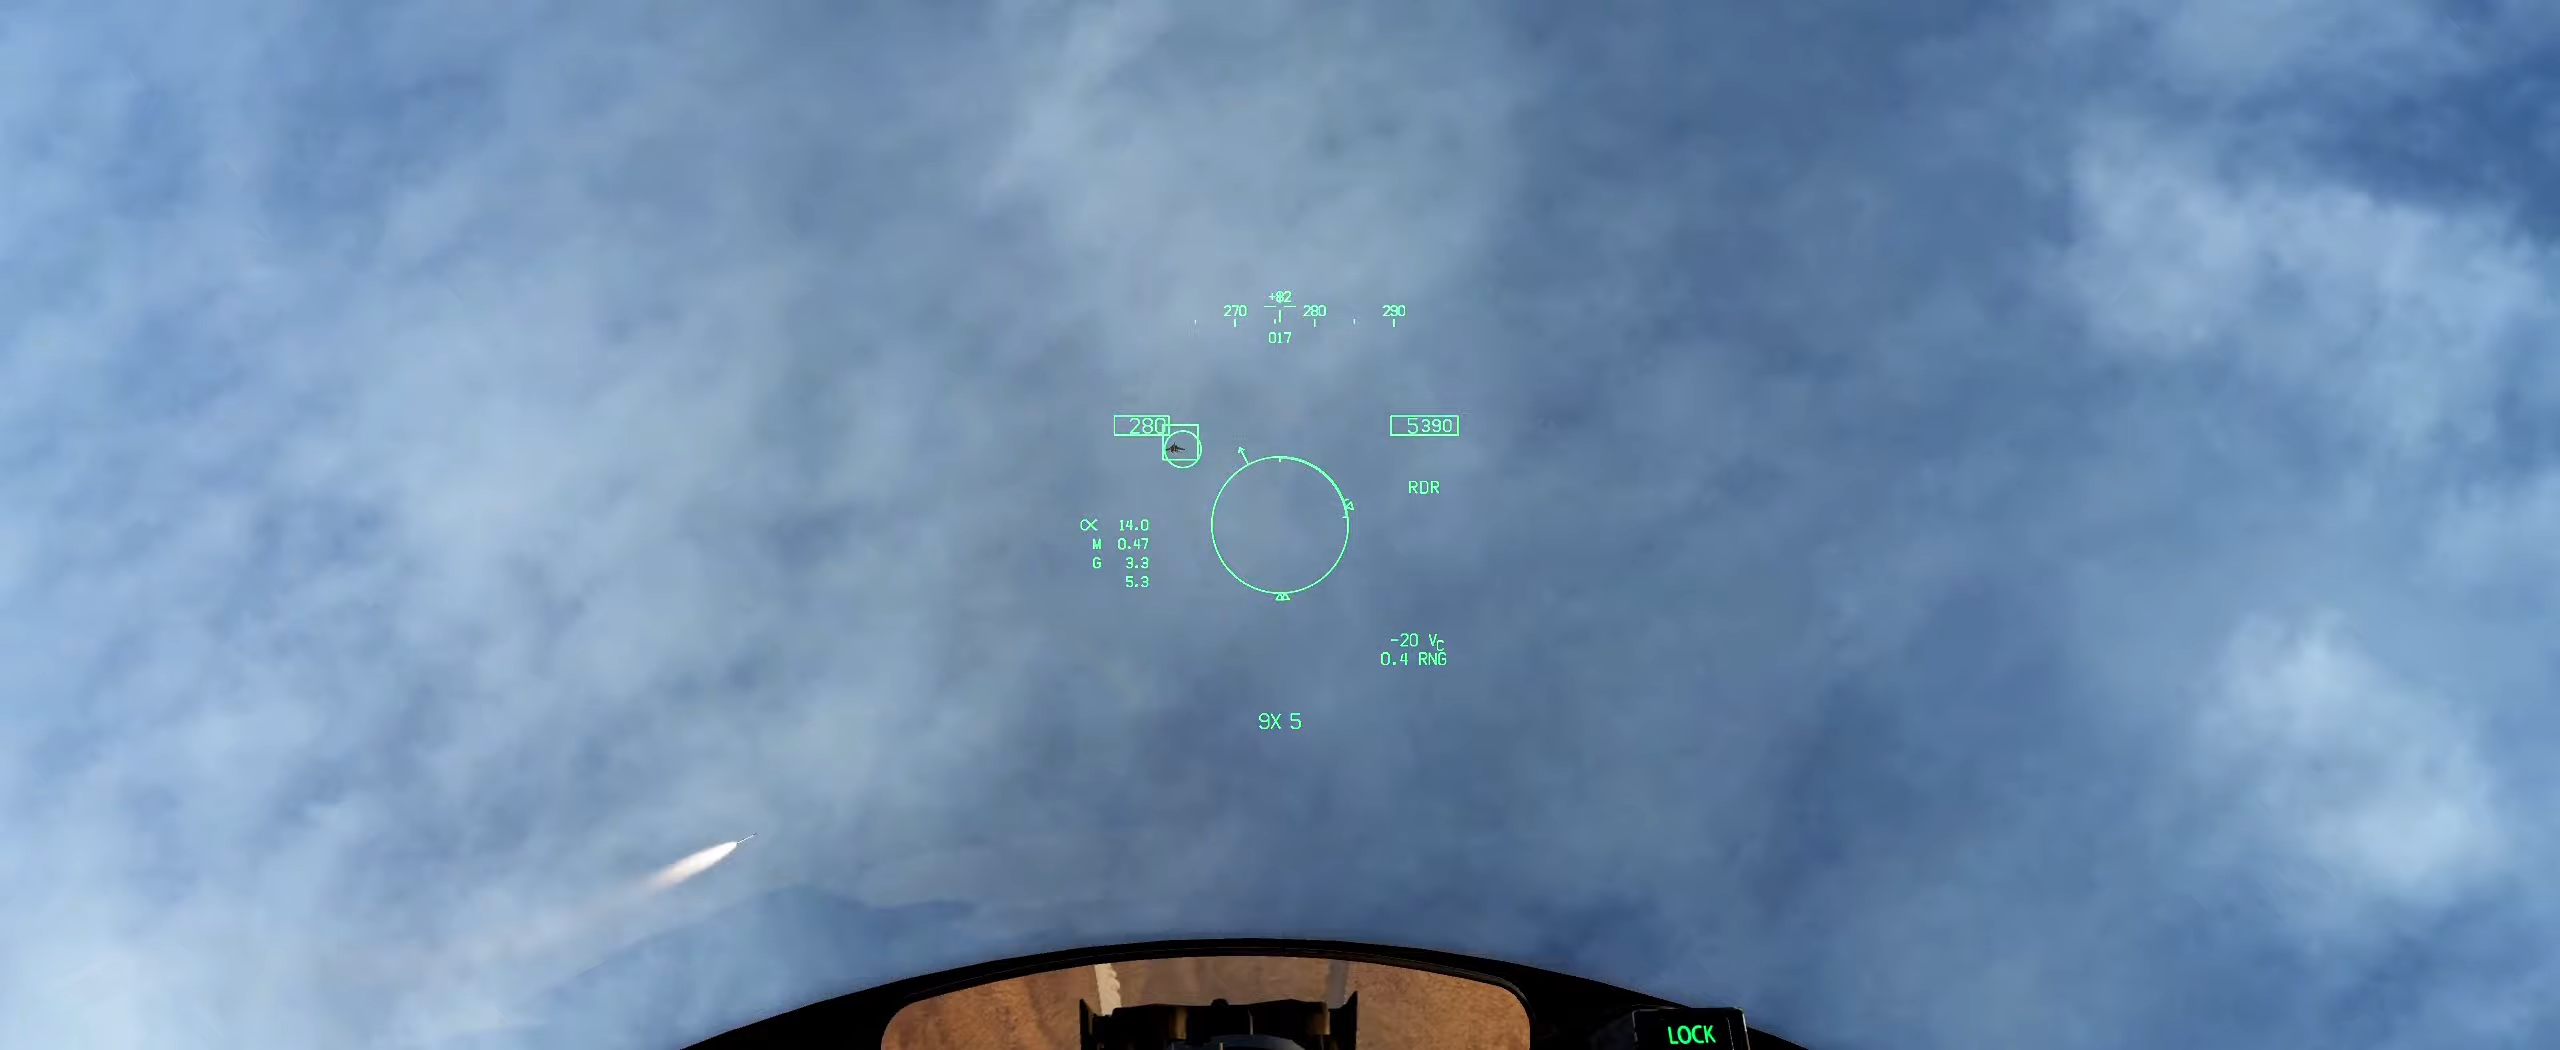 +82
270 280 290
017
280
5390
RDR
α 14.0
M 0.47
G 3.3
5.3
-20 Vc
0.4 RNG
9X 5
LOCK